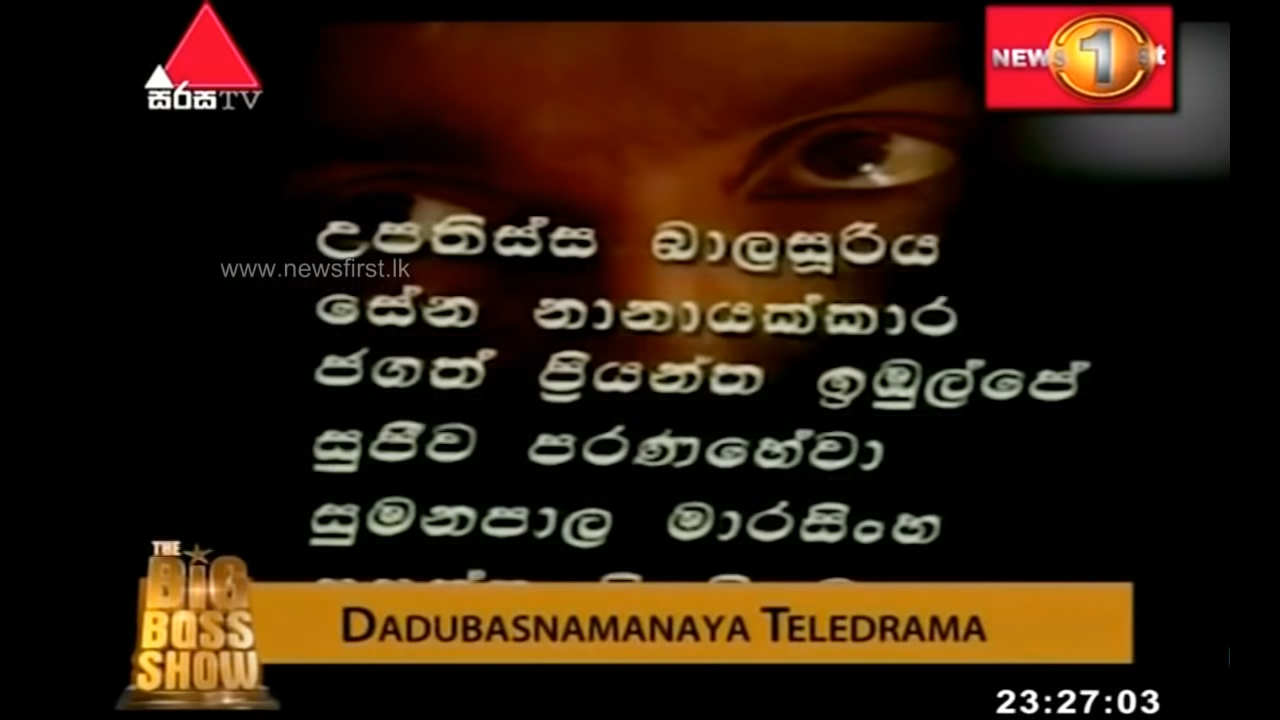 සිරස TV
NEWS 1st
උපතිස්ස බාලසූරිය
www.newsfirst.lk
සේන නානායක්කාර
ජගත් ප්‍රියන්ත ඉඹුල්පේ
සුජීව පරණහේවා
සුමනපාල මාරසිංහ
THE
BIG
BOSS
SHOW
DADUBASNAMANAYA TELEDRAMA
23:27:03